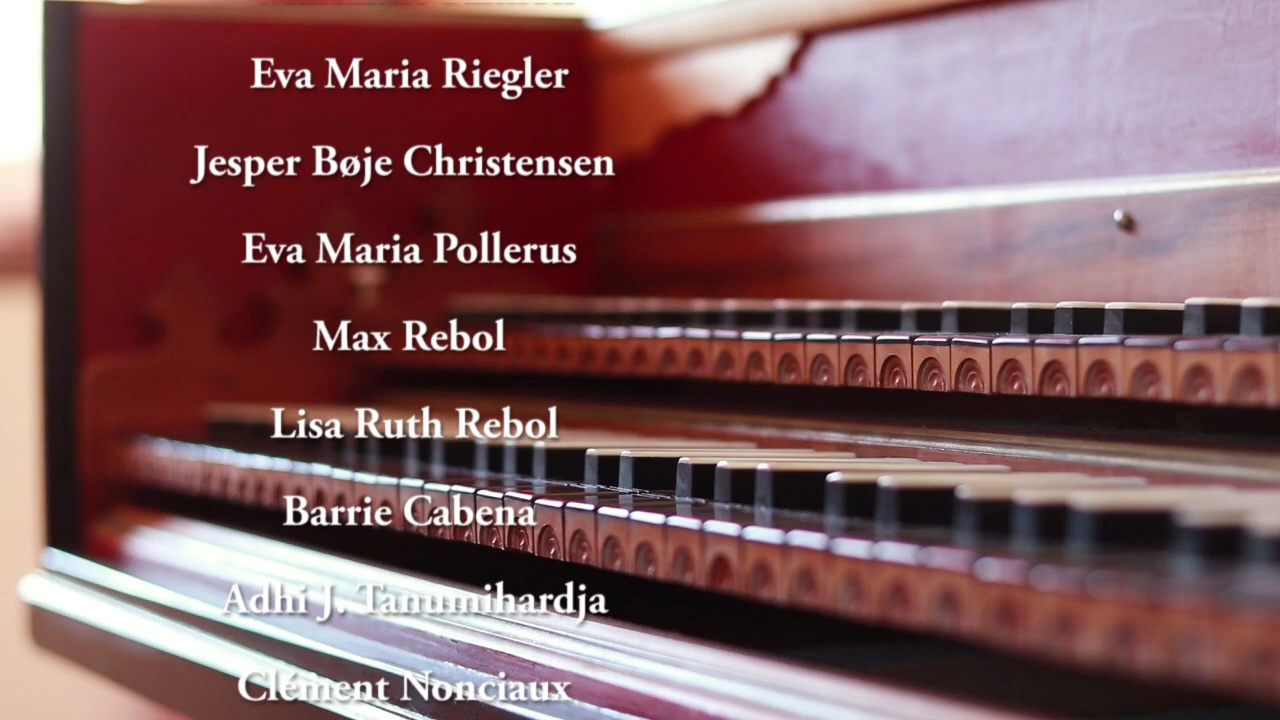 Eva Maria Riegler
Jesper Bøje Christensen
Eva Maria Pollerus
Max Rebol
Lisa Ruth Rebol
Barrie Cabena
Adhi J. Tanumihardja
Clément Nonciaux